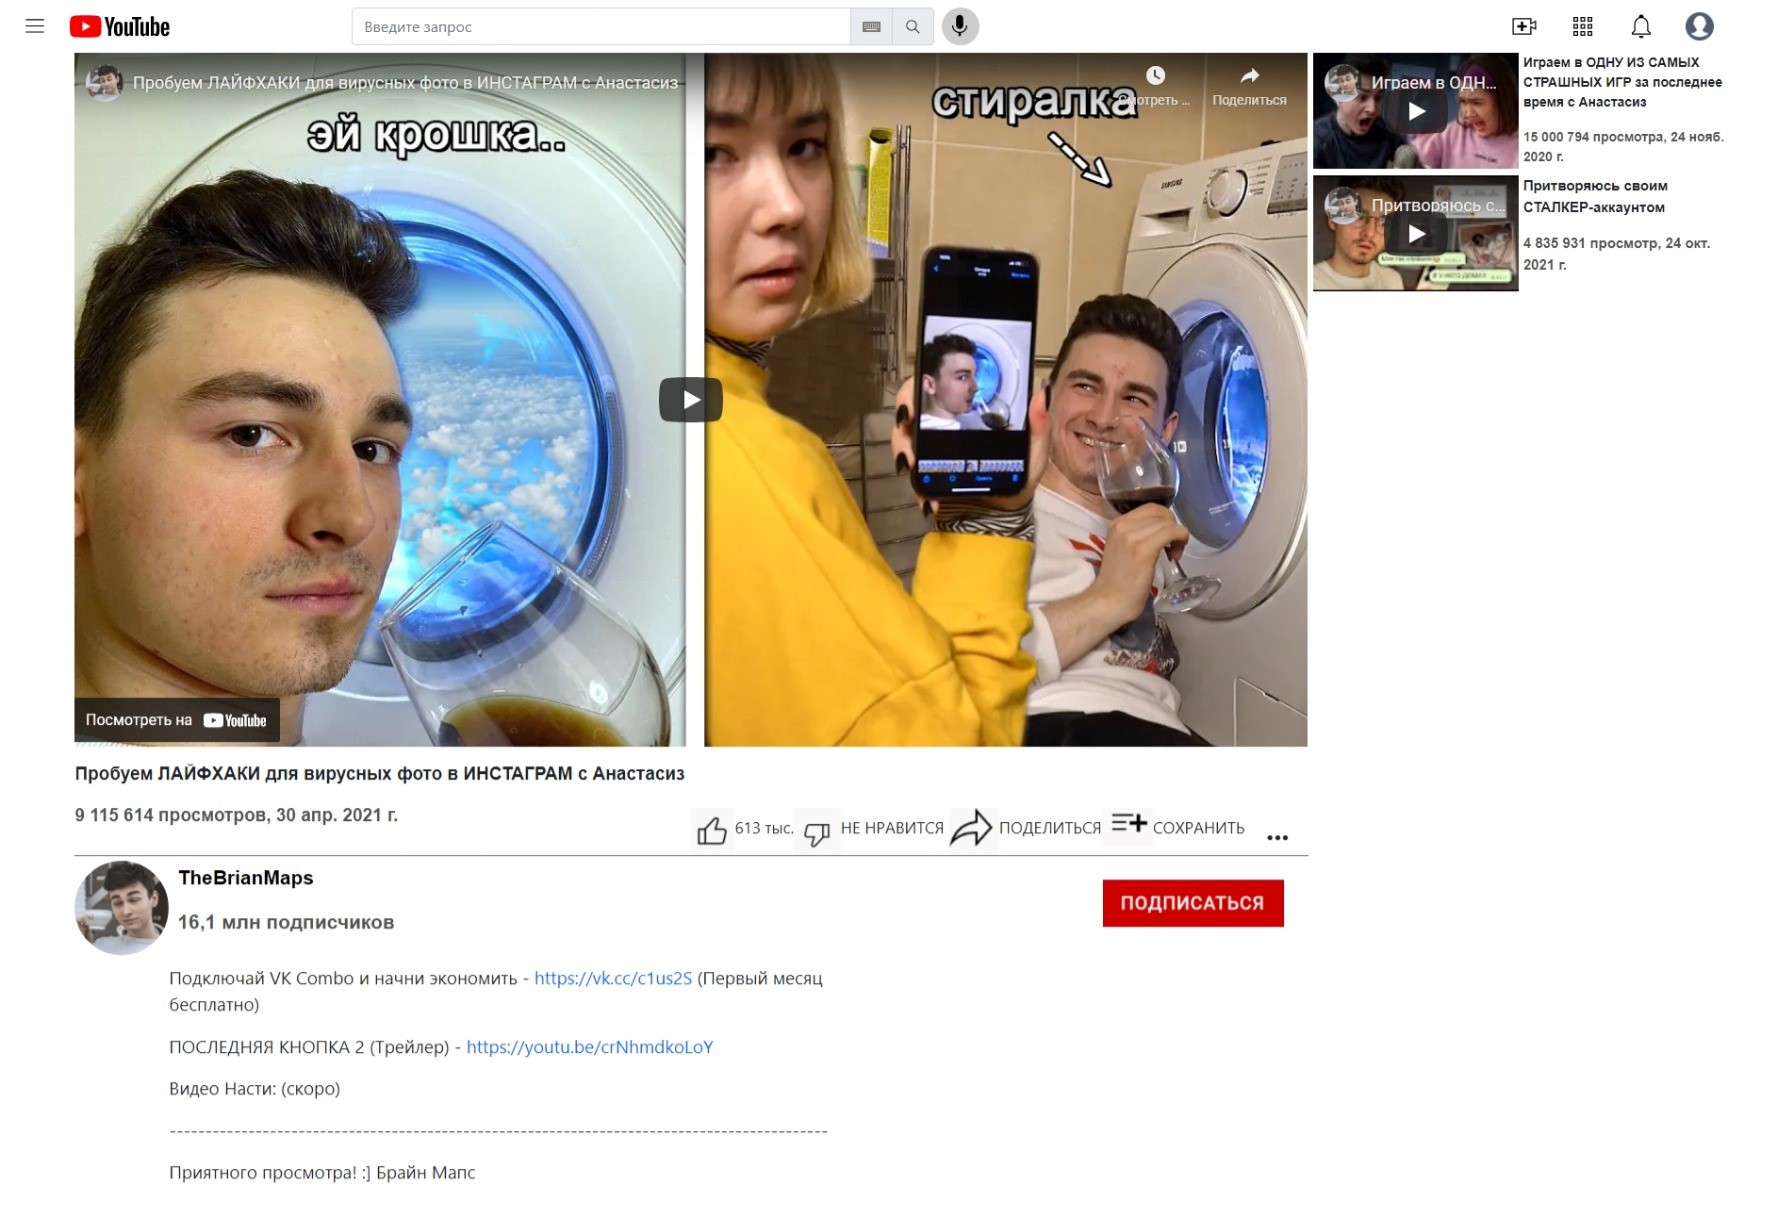 YouTube
Введите запрос
Пробуем ЛАЙФХАКИ для вирусных фото в ИНСТАГРАМ с Анастасиз
Смотреть ...
Поделиться
эй крошка..
стиралка
SAMSUNG
Посмотреть на YouTube
Играем в ОДН...
Играем в ОДНУ ИЗ САМЫХ
СТРАШНЫХ ИГР за последнее
время с Анастасиз
15 000 794 просмотра, 24 нояб.
2020 г.
Притворяюсь с...
Притворяюсь своим
СТАЛКЕР-аккаунтом
4 835 931 просмотр, 24 окт.
2021 г.
Пробуем ЛАЙФХАКИ для вирусных фото в ИНСТАГРАМ с Анастасиз
9 115 614 просмотров, 30 апр. 2021 г.
613 тыс. НЕ НРАВИТСЯ ПОДЕЛИТЬСЯ СОХРАНИТЬ
TheBrianMaps
16,1 млн подписчиков
ПОДПИСАТЬСЯ
Подключай VK Combo и начни экономить - https://vk.cc/c1us2S (Первый месяц
бесплатно)
ПОСЛЕДНЯЯ КНОПКА 2 (Трейлер) - https://youtu.be/crNhmdkoLoY
Видео Насти: (скоро)
--------------------------------------------------------------------------------------------
Приятного просмотра! :] Брайн Мапс